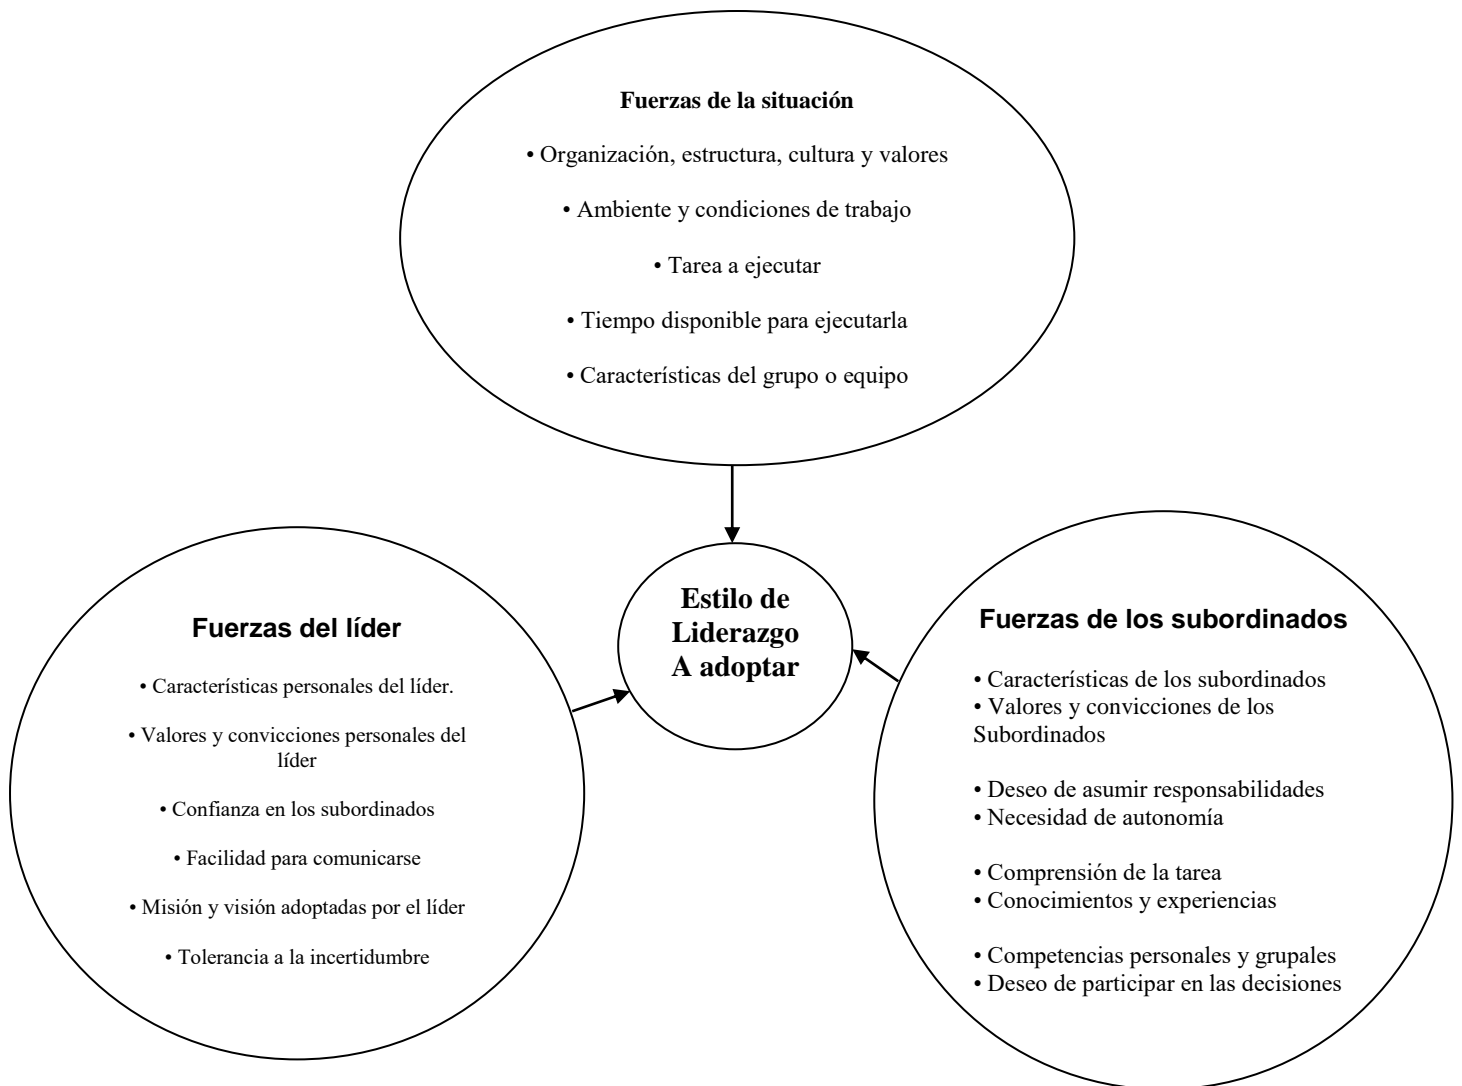 Fuerzas de la situación
• Organización, estructura, cultura y valores
• Ambiente y condiciones de trabajo
• Tarea a ejecutar
• Tiempo disponible para ejecutarla
• Características del grupo o equipo
Estilo de
Liderazgo
A adoptar
Fuerzas del líder
• Características personales del líder.
• Valores y convicciones personales del
líder
• Confianza en los subordinados
• Facilidad para comunicarse
• Misión y visión adoptadas por el líder
• Tolerancia a la incertidumbre
Fuerzas de los subordinados
• Características de los subordinados
• Valores y convicciones de los
Subordinados
• Deseo de asumir responsabilidades
• Necesidad de autonomía
• Comprensión de la tarea
• Conocimientos y experiencias
• Competencias personales y grupales
• Deseo de participar en las decisiones